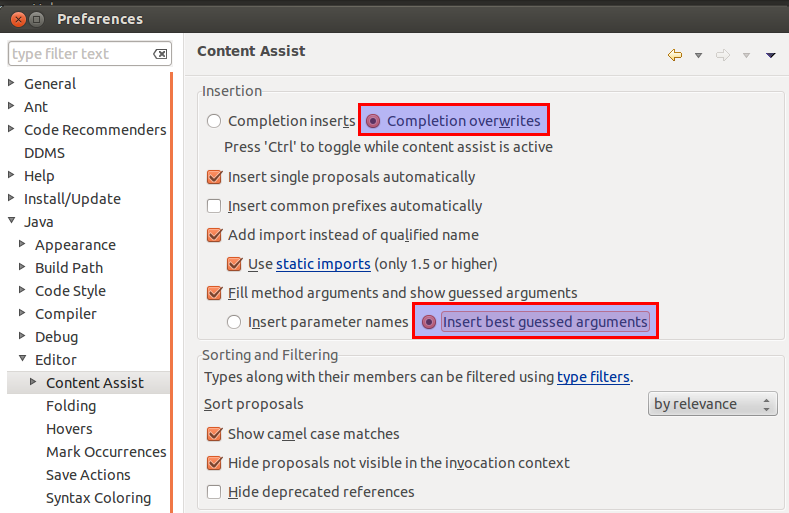 Preferences
type filter text
General
Ant
Code Recommenders
DDMS
Help
Install/Update
Java
Appearance
Build Path
Code Style
Compiler
Debug
Editor
Content Assist
Folding
Hovers
Mark Occurrences
Save Actions
Syntax Coloring
Content Assist
Insertion
Completion inserts Completion overwrites
Press 'Ctrl' to toggle while content assist is active
Insert single proposals automatically
Insert common prefixes automatically
Add import instead of qualified name
Use static imports (only 1.5 or higher)
Fill method arguments and show guessed arguments
Insert parameter names Insert best guessed arguments
Sorting and Filtering
Types along with their members can be filtered using type filters.
Sort proposals by relevance
Show camel case matches
Hide proposals not visible in the invocation context
Hide deprecated references